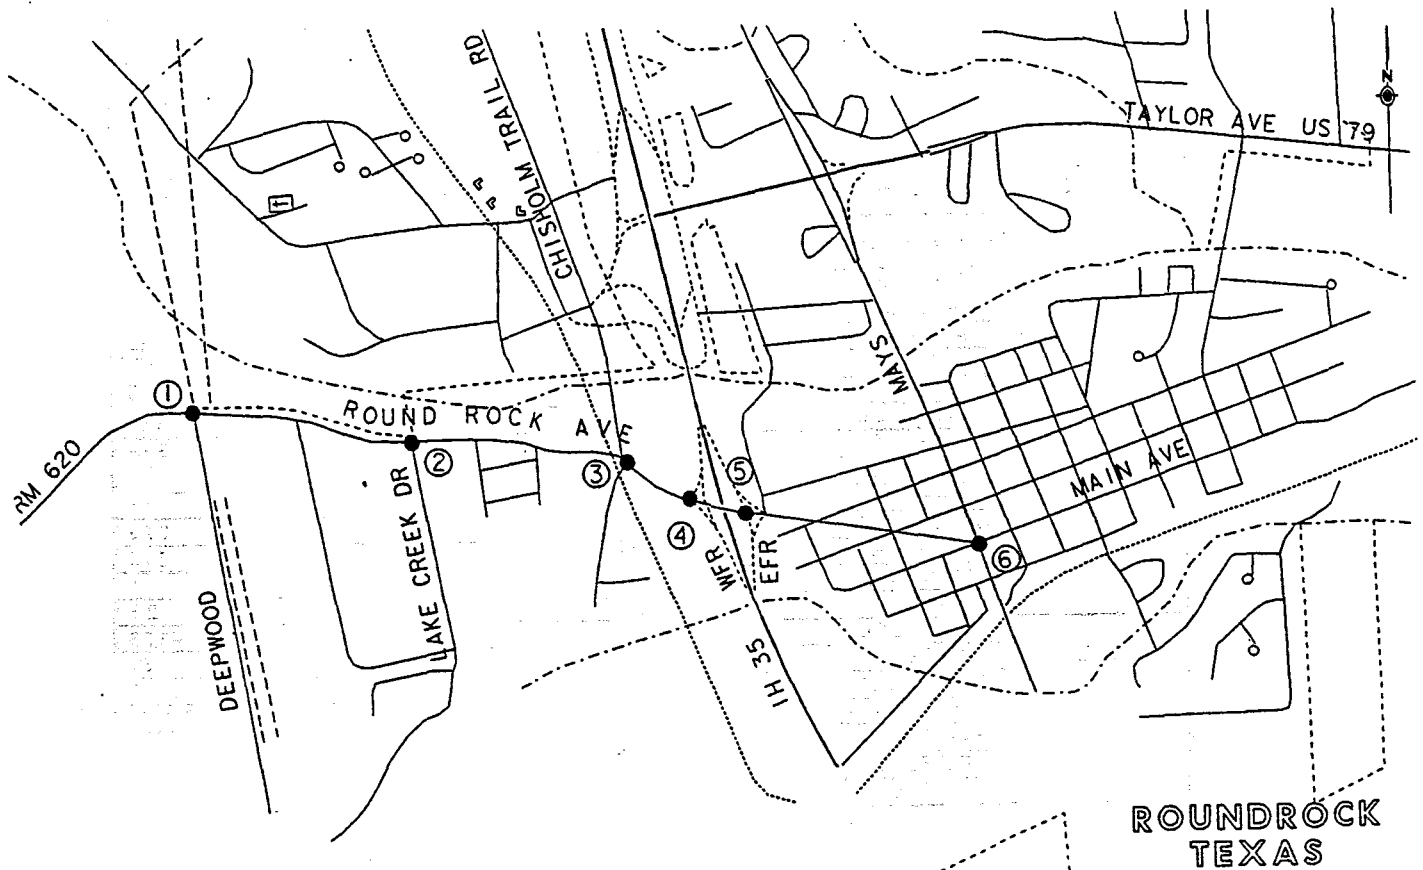 CHISHOLM TRAIL RD
TAYLOR AVE US 79
N
MAYS
1
ROUND ROCK AVE
RM 620
2
3
5
MAIN AVE
4
6
LAKE CREEK DR
WFR
EFR
DEEPWOOD
IH 35
ROUNDROCK
TEXAS